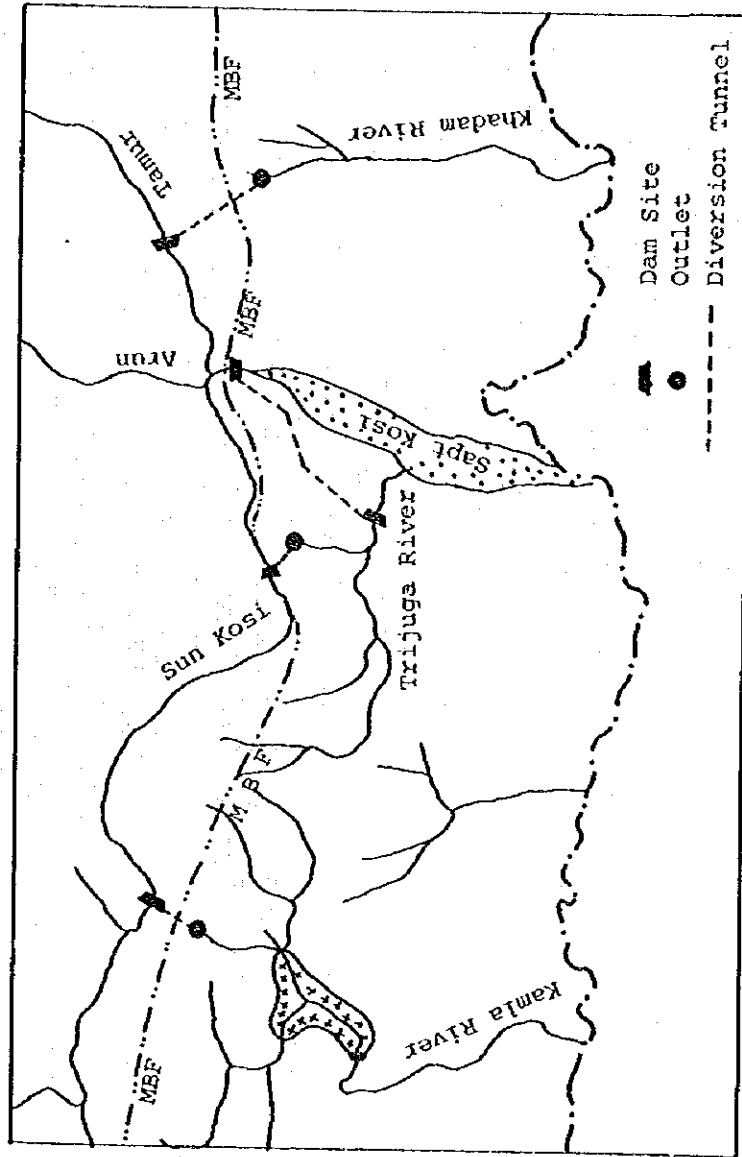 Tamur
MBF
Arun
MBF
Khadam River
Sapt Kosi
Sun Kosi
Trijuga River
M B F
MBF
Kamla River
Dam Site
Outlet
Diversion Tunnel